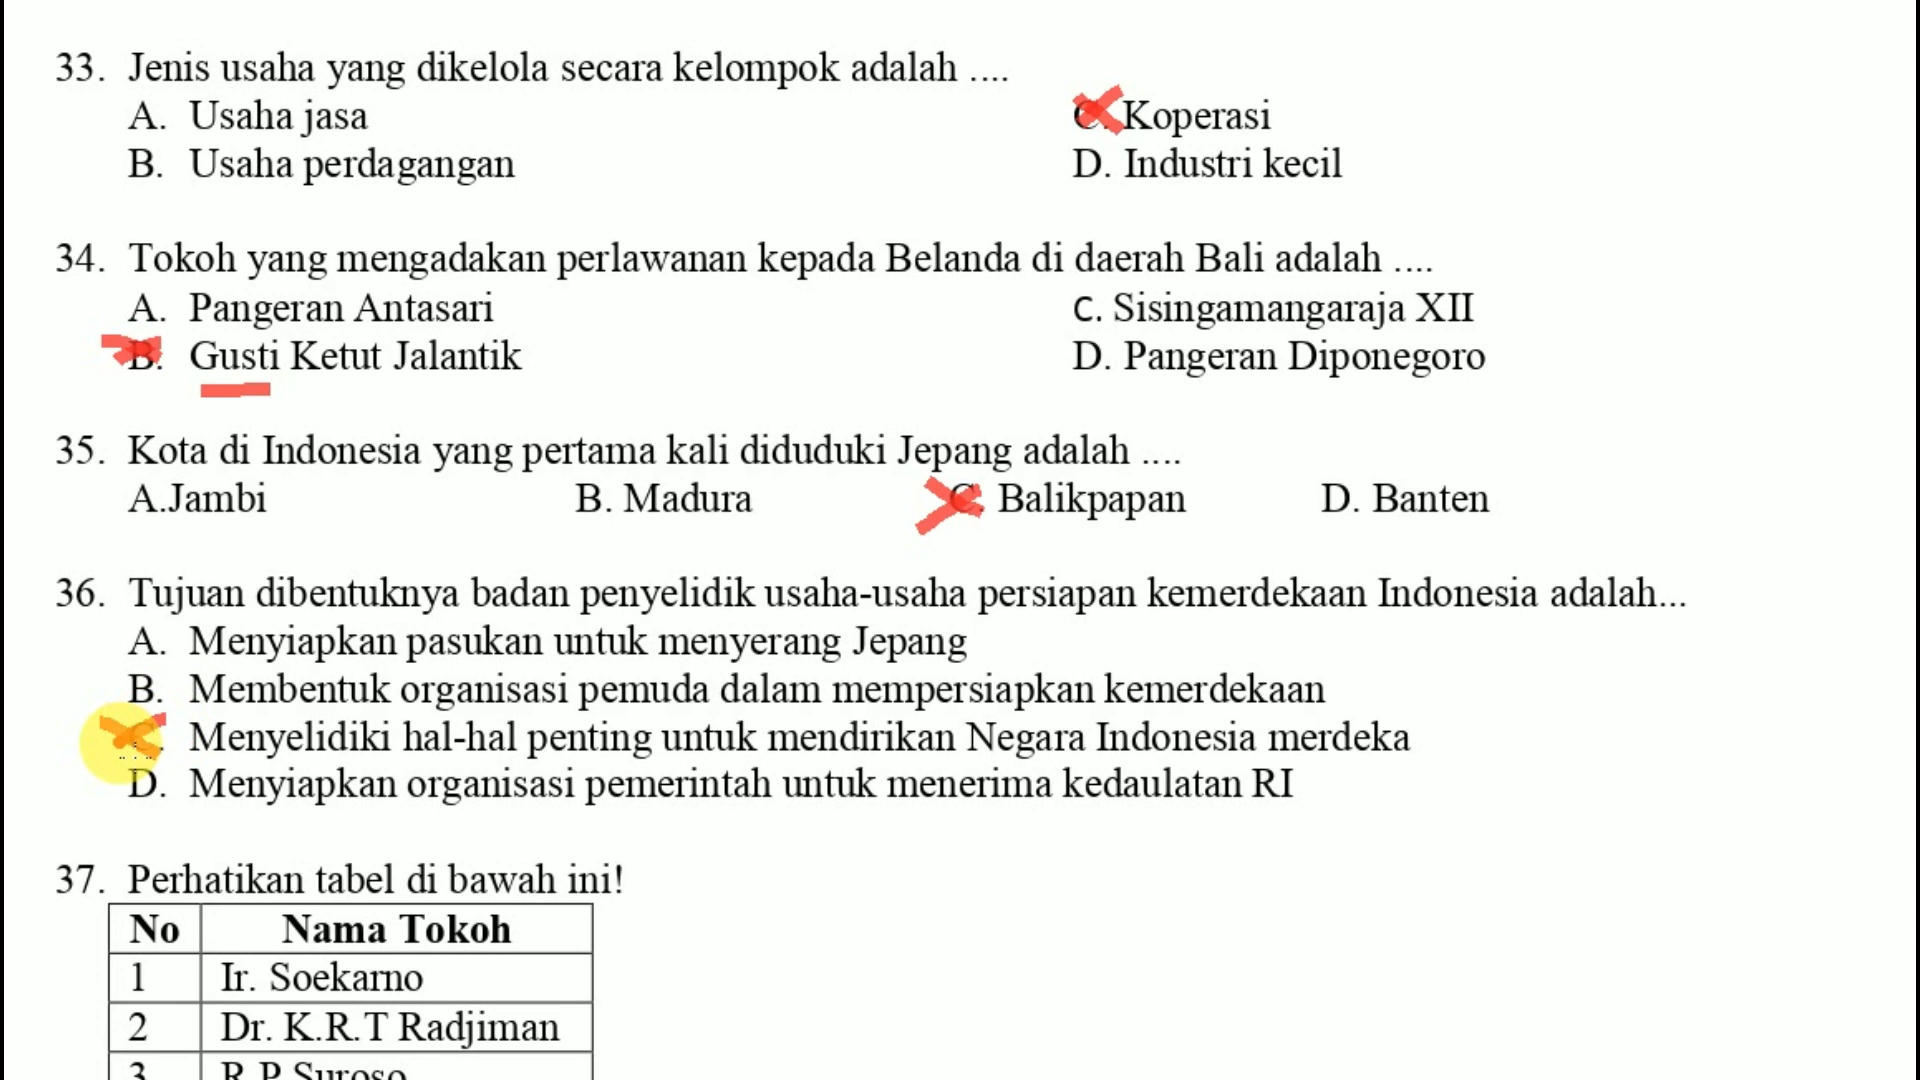 33. Jenis usaha yang dikelola secara kelompok adalah ....
A. Usaha jasa
C. Koperasi
B. Usaha perdagangan
D. Industri kecil
34. Tokoh yang mengadakan perlawanan kepada Belanda di daerah Bali adalah ....
A. Pangeran Antasari
C. Sisingamangaraja XII
B. Gusti Ketut Jalantik
D. Pangeran Diponegoro
35. Kota di Indonesia yang pertama kali diduduki Jepang adalah ....
A.Jambi B. Madura C. Balikpapan D. Banten
36. Tujuan dibentuknya badan penyelidik usaha-usaha persiapan kemerdekaan Indonesia adalah...
A. Menyiapkan pasukan untuk menyerang Jepang
B. Membentuk organisasi pemuda dalam mempersiapkan kemerdekaan
C. Menyelidiki hal-hal penting untuk mendirikan Negara Indonesia merdeka
D. Menyiapkan organisasi pemerintah untuk menerima kedaulatan RI
37. Perhatikan tabel di bawah ini!
No Nama Tokoh
1 Ir. Soekarno
2 Dr. K.R.T Radjiman
3 R.P Suroso